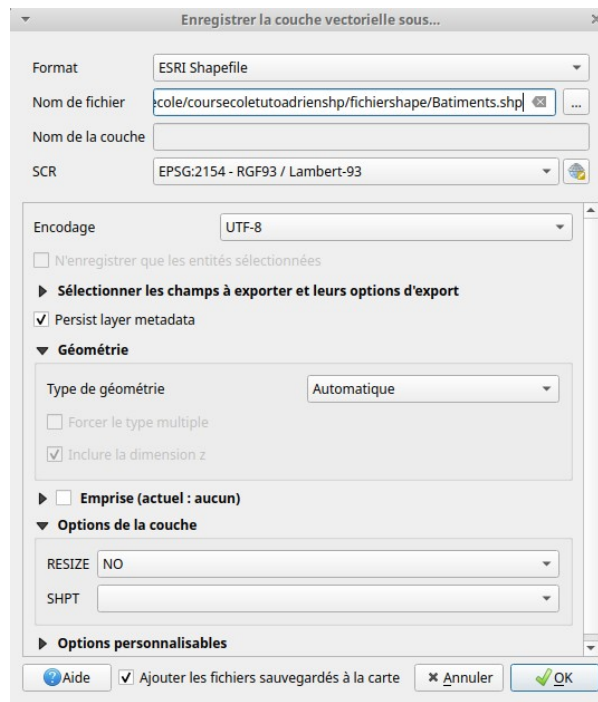 Enregistrer la couche vectorielle sous...
Format ESRI Shapefile
Nom de fichier ecole/coursecoletutoadrienshp/fichiershape/Batiments.shp ...
Nom de la couche
SCR EPSG:2154 - RGF93 / Lambert-93
Encodage UTF-8
N'enregistrer que les entités sélectionnées
Sélectionner les champs à exporter et leurs options d'export
Persist layer metadata
Géométrie
Type de géométrie Automatique
Forcer le type multiple
Inclure la dimension z
Emprise (actuel : aucun)
Options de la couche
RESIZE NO
SHPT
Options personnalisables
Aide Ajouter les fichiers sauvegardés à la carte Annuler OK